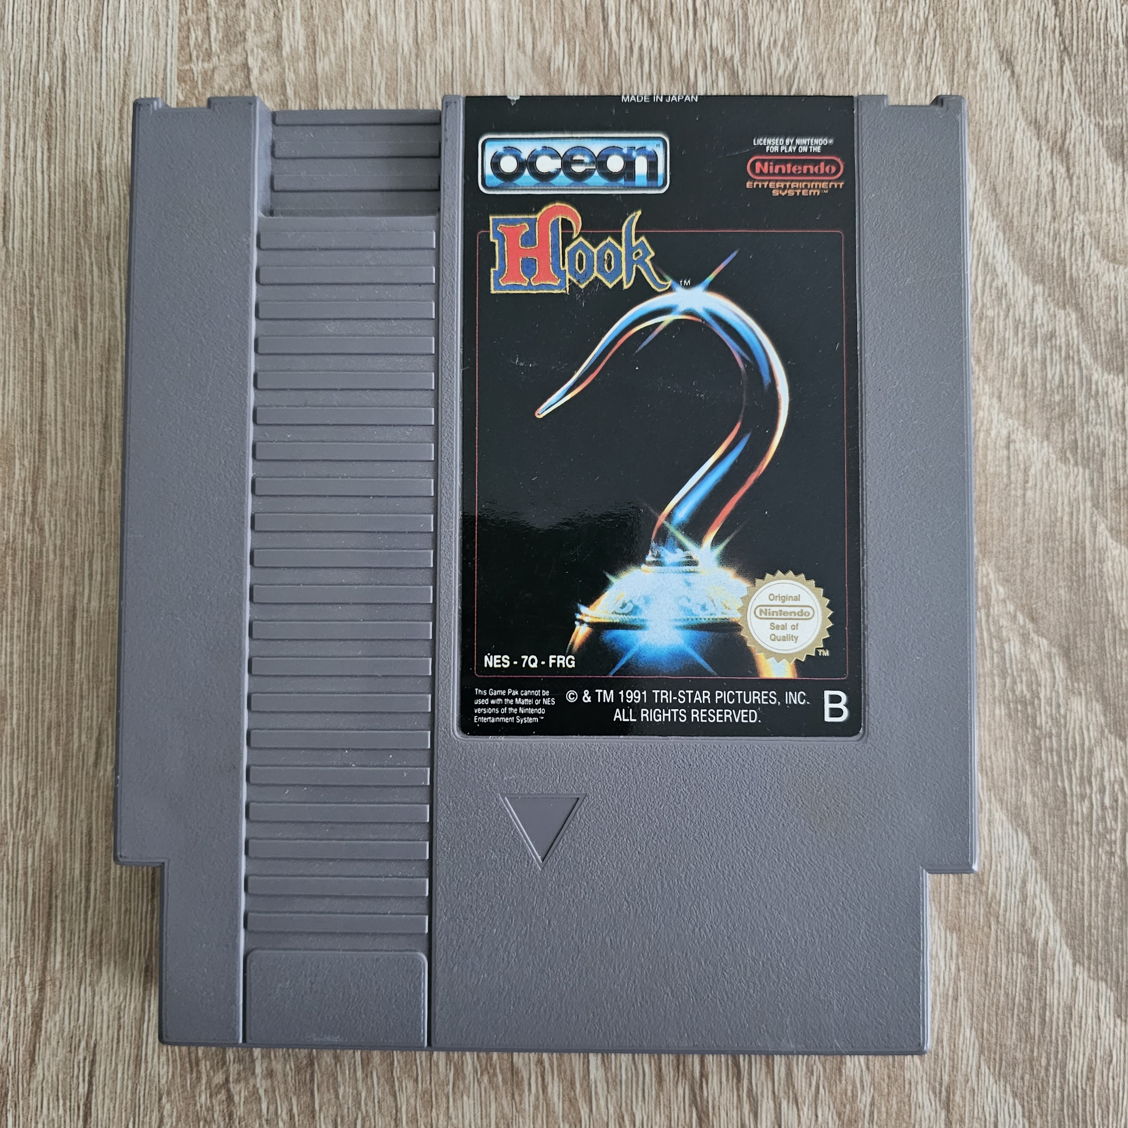 MADE IN JAPAN
ocean™
LICENSED BY NINTENDO®
FOR PLAY ON THE
Nintendo
ENTERTAINMENT
SYSTEM™
Hook™
Original
Nintendo
Seal of
Quality
TM
NES - 7Q - FRG
This Game Pak cannot be
used with the Mattel or NES
versions of the Nintendo
Entertainment System™
© & TM 1991 TRI-STAR PICTURES, INC.
ALL RIGHTS RESERVED.
B